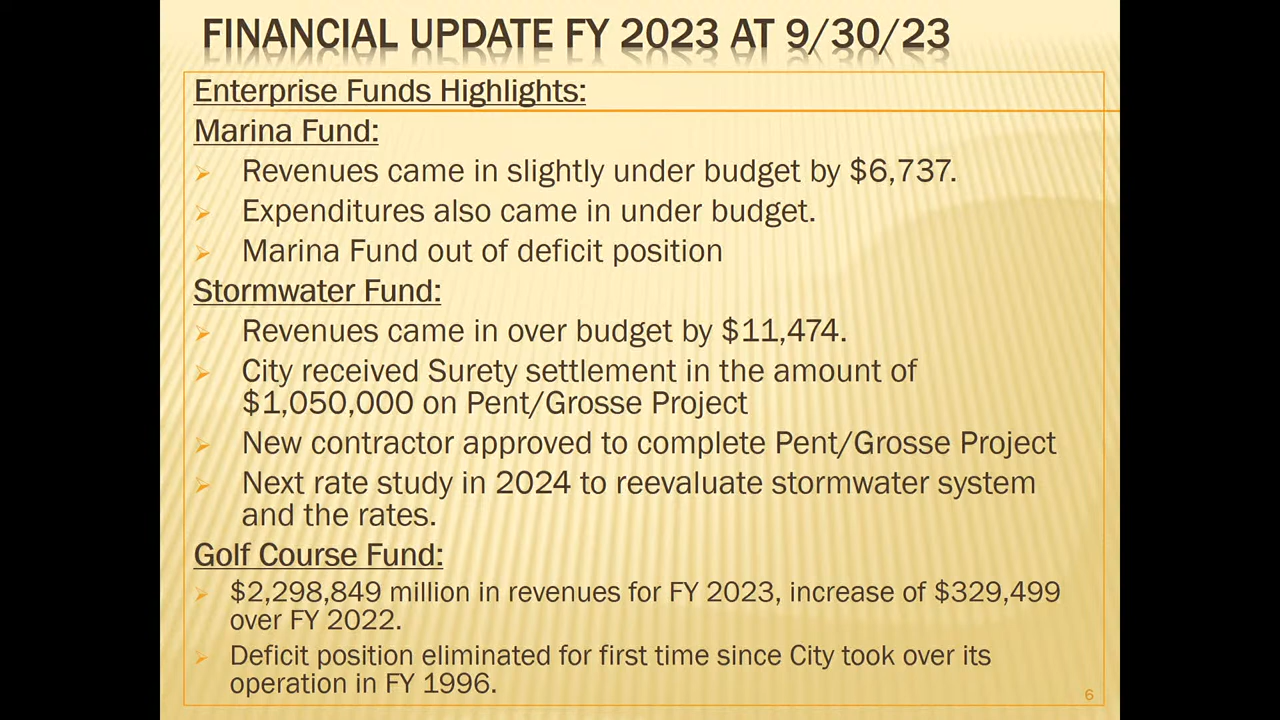 FINANCIAL UPDATE FY 2023 AT 9/30/23
Enterprise Funds Highlights:
Marina Fund:
Revenues came in slightly under budget by $6,737.
Expenditures also came in under budget.
Marina Fund out of deficit position
Stormwater Fund:
Revenues came in over budget by $11,474.
City received Surety settlement in the amount of
$1,050,000 on Pent/Grosse Project
New contractor approved to complete Pent/Grosse Project
Next rate study in 2024 to reevaluate stormwater system
and the rates.
Golf Course Fund:
$2,298,849 million in revenues for FY 2023, increase of $329,499
over FY 2022.
Deficit position eliminated for first time since City took over its
operation in FY 1996.
6